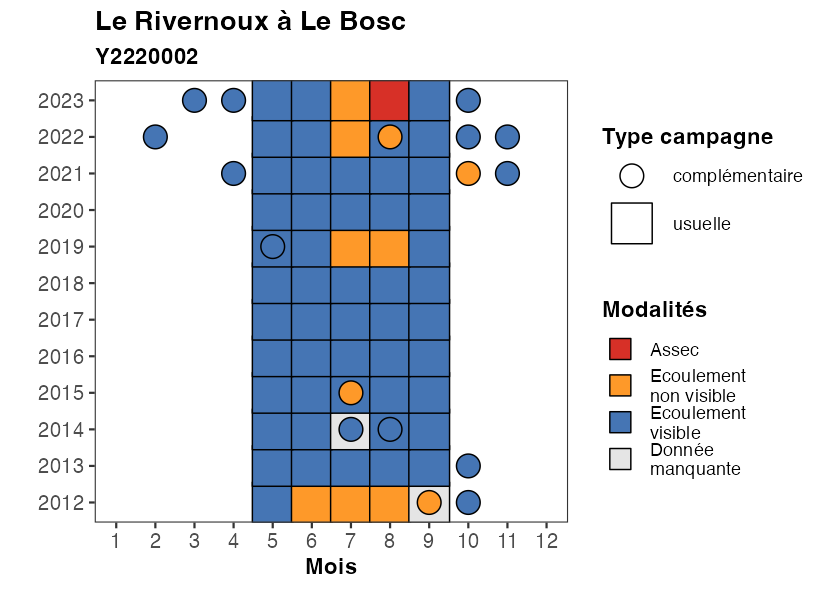 Le Rivernoux à Le Bosc
Y2220002
2023
2022
2021
2020
2019
2018
2017
2016
2015
2014
2013
2012
1 2 3 4 5 6 7 8 9 10 11 12
Mois
Type campagne
complémentaire
usuelle
Modalités
Assec
Ecoulement
non visible
Ecoulement
visible
Donnée
manquante